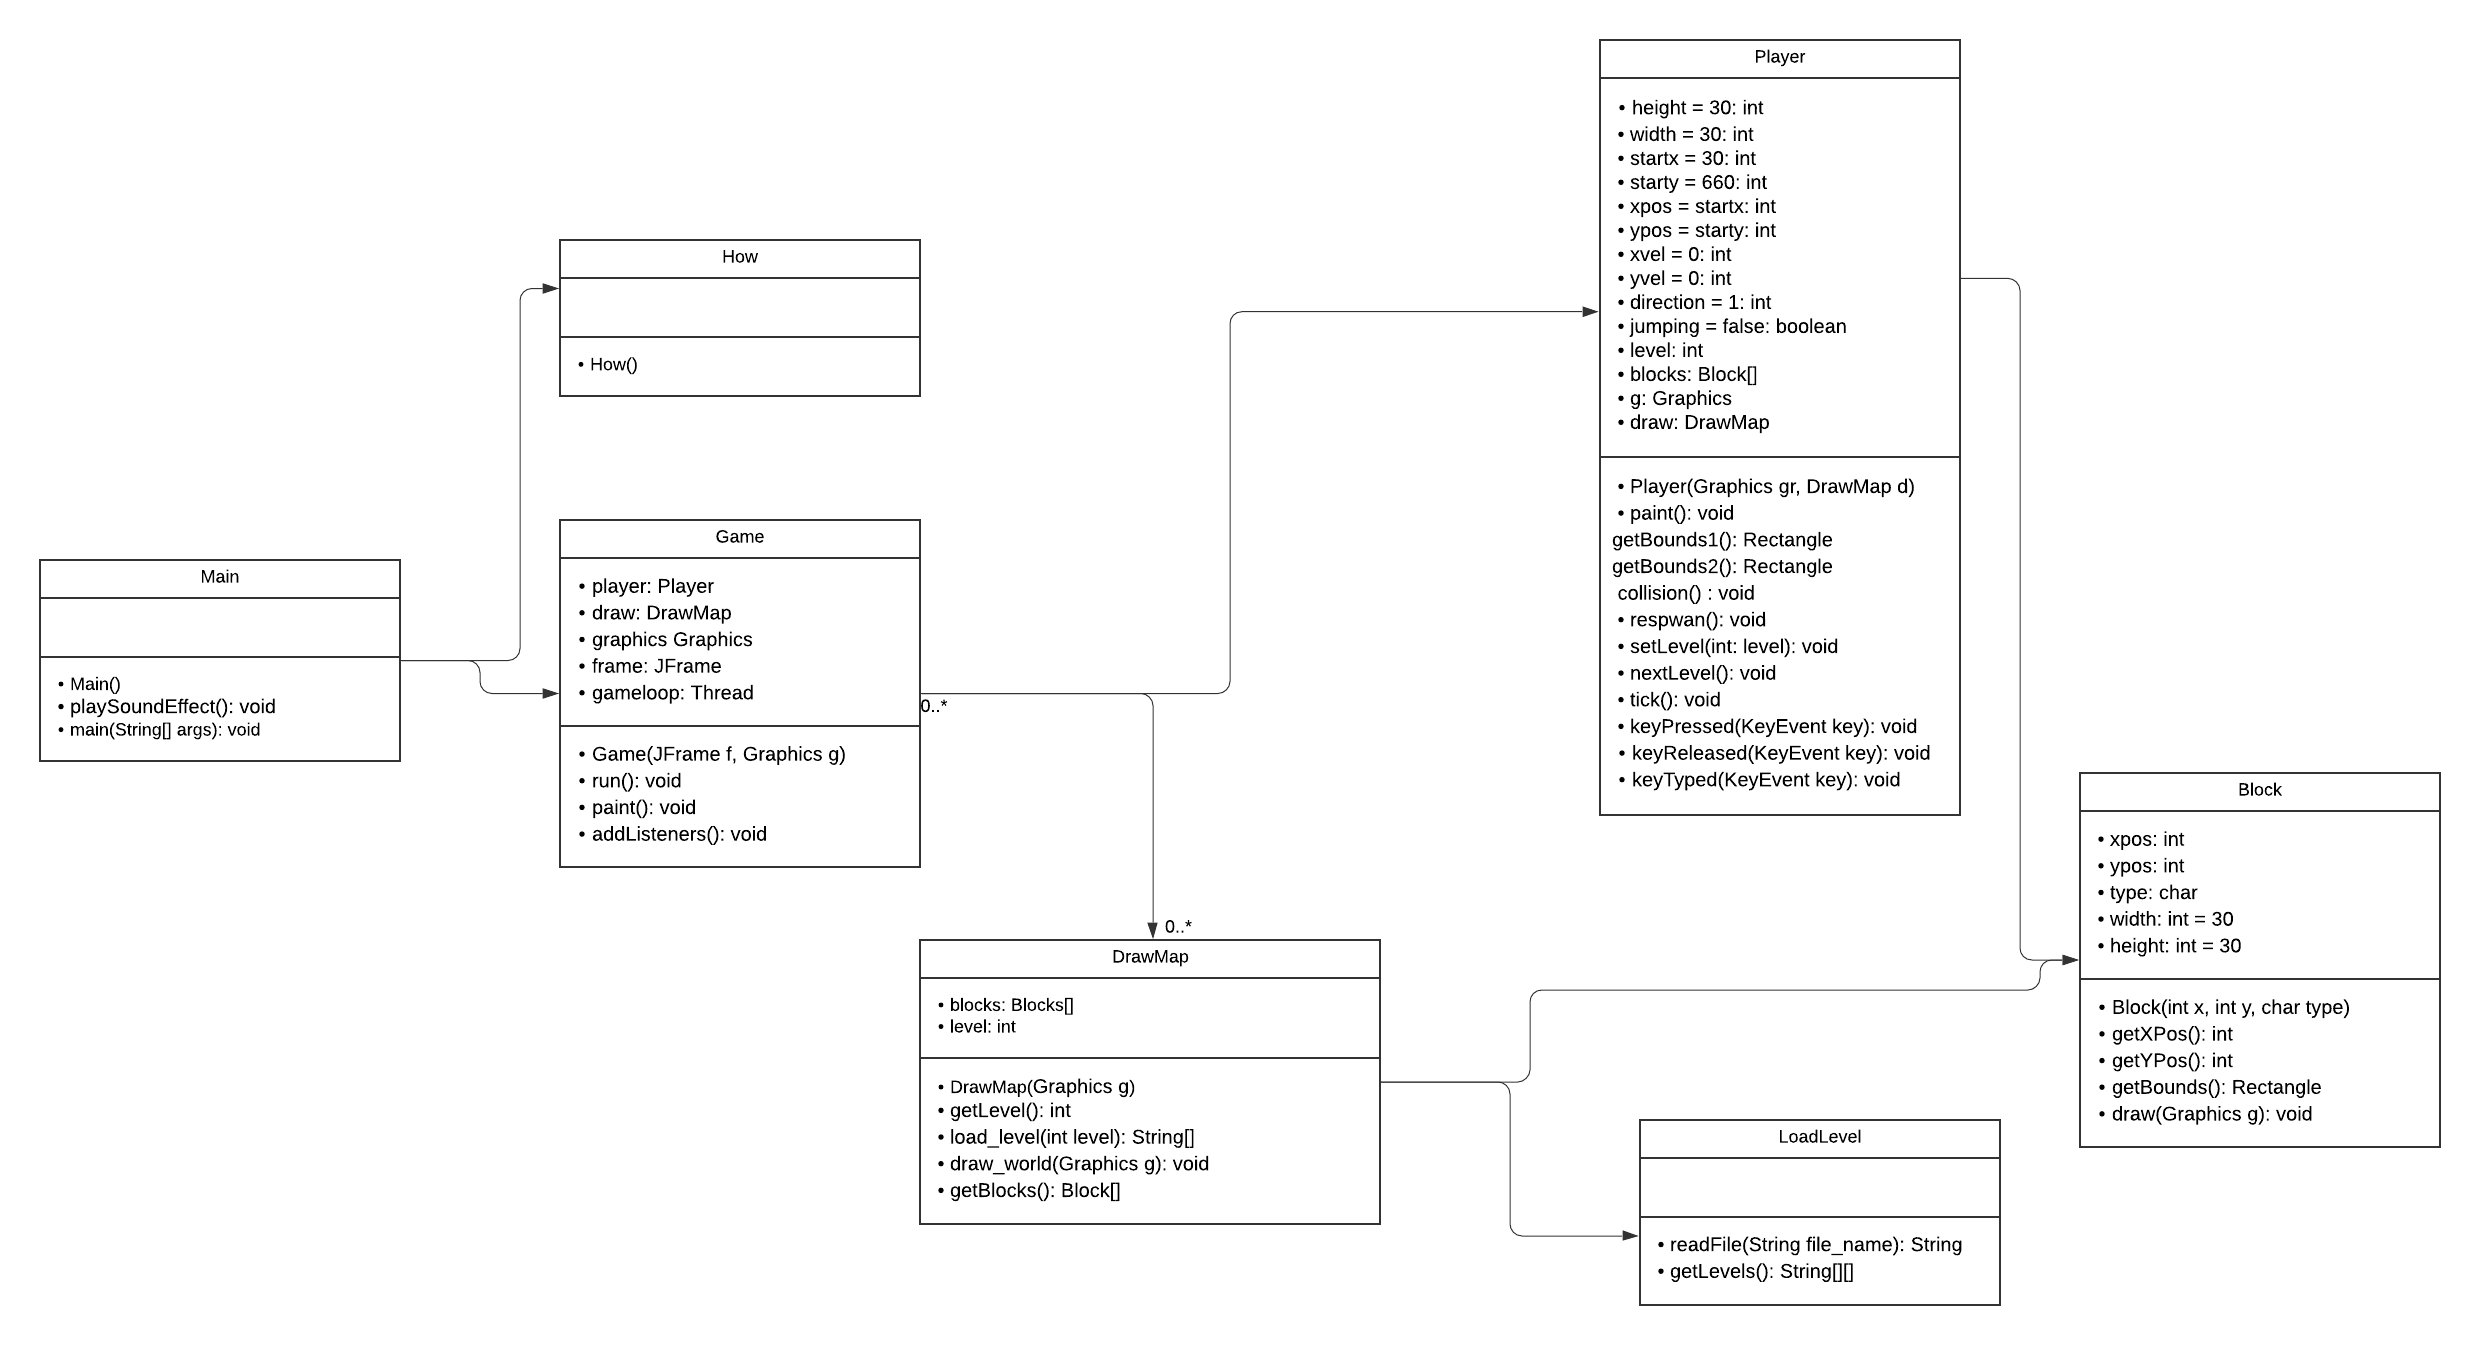 Player
• height = 30: int
• width = 30: int
• startx = 30: int
• starty = 660: int
• xpos = startx: int
• ypos = starty: int
• xvel = 0: int
• yvel = 0: int
• direction = 1: int
• jumping = false: boolean
• level: int
• blocks: Block[]
• g: Graphics
• draw: DrawMap
• Player(Graphics gr, DrawMap d)
• paint(): void
getBounds1(): Rectangle
getBounds2(): Rectangle
collision() : void
• respwan(): void
• setLevel(int: level): void
• nextLevel(): void
• tick(): void
• keyPressed(KeyEvent key): void
• keyReleased(KeyEvent key): void
• keyTyped(KeyEvent key): void
How
• How()
Game
• player: Player
• draw: DrawMap
• graphics Graphics
• frame: JFrame
• gameloop: Thread
• Game(JFrame f, Graphics g)
• run(): void
• paint(): void
• addListeners(): void
0..*
Main
• Main()
• playSoundEffect(): void
• main(String[] args): void
Block
• xpos: int
• ypos: int
• type: char
• width: int = 30
• height: int = 30
• Block(int x, int y, char type)
• getXPos(): int
• getYPos(): int
• getBounds(): Rectangle
• draw(Graphics g): void
0..*
DrawMap
• blocks: Blocks[]
• level: int
• DrawMap(Graphics g)
• getLevel(): int
• load_level(int level): String[]
• draw_world(Graphics g): void
• getBlocks(): Block[]
LoadLevel
• readFile(String file_name): String
• getLevels(): String[][]